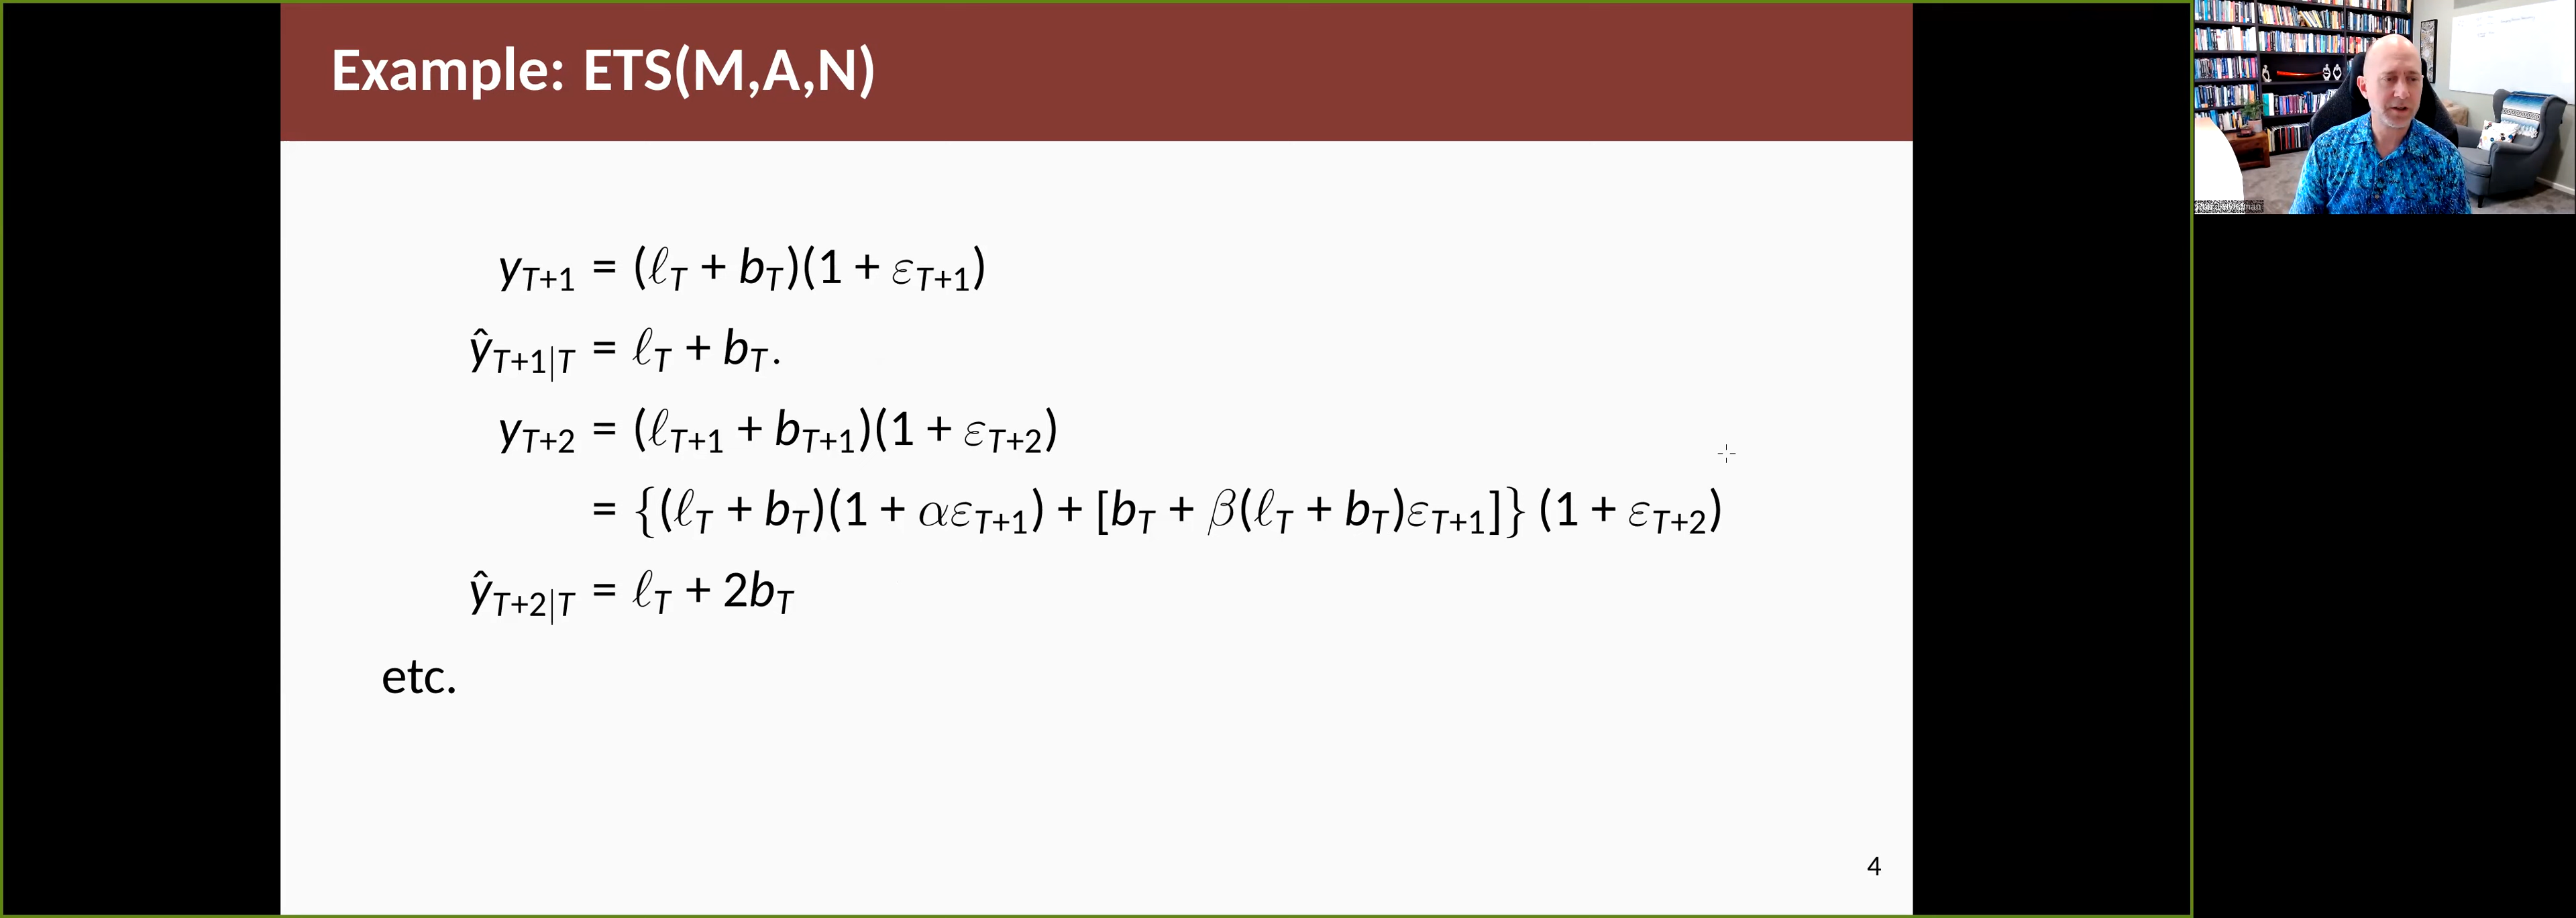 Example: ETS(M,A,N)
y_{T+1} = (ℓ_T + b_T)(1 + ε_{T+1})
ŷ_{T+1|T} = ℓ_T + b_T.
y_{T+2} = (ℓ_{T+1} + b_{T+1})(1 + ε_{T+2})
= {(ℓ_T + b_T)(1 + αε_{T+1}) + [b_T + β(ℓ_T + b_T)ε_{T+1}]} (1 + ε_{T+2})
ŷ_{T+2|T} = ℓ_T + 2b_T
etc.
4